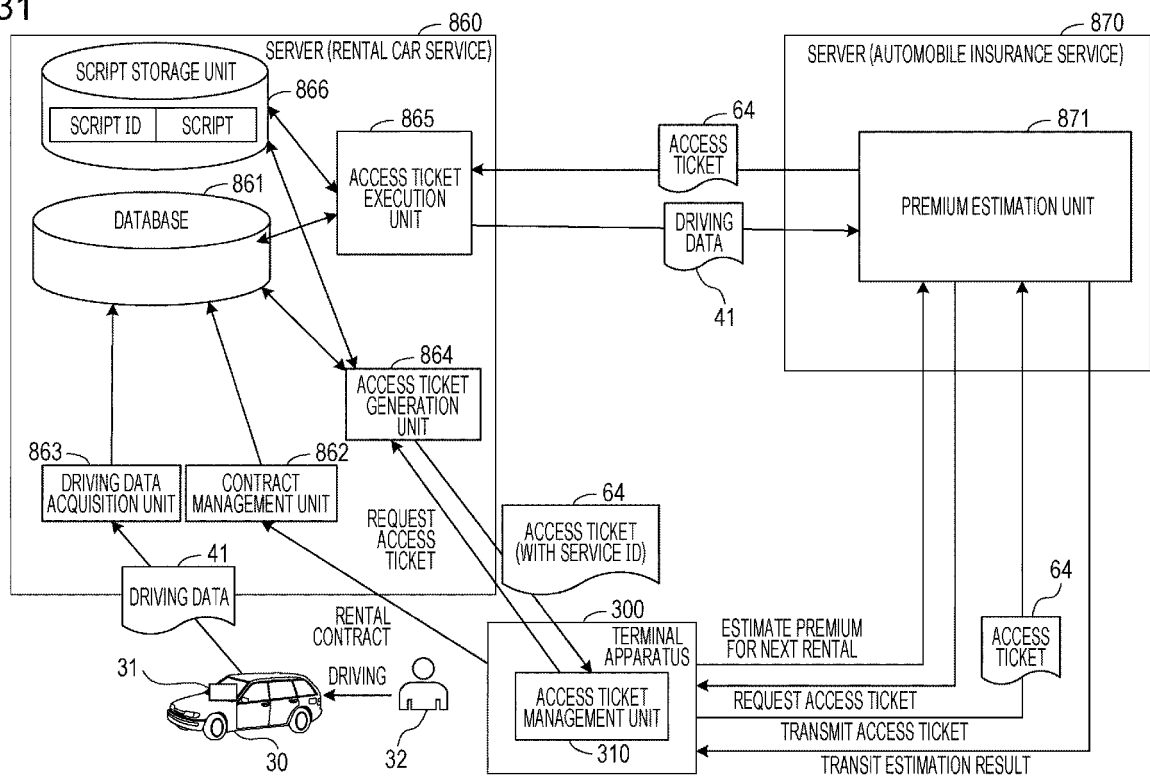 31
860
SERVER (RENTAL CAR SERVICE)
SCRIPT STORAGE UNIT
866
SCRIPT ID
SCRIPT
865
ACCESS TICKET
EXECUTION
UNIT
861
DATABASE
870
SERVER (AUTOMOBILE INSURANCE SERVICE)
871
PREMIUM ESTIMATION UNIT
64
ACCESS
TICKET
DRIVING
DATA
41
864
ACCESS TICKET
GENERATION
UNIT
863
DRIVING DATA
ACQUISITION UNIT
862
CONTRACT
MANAGEMENT UNIT
REQUEST
ACCESS
TICKET
64
ACCESS TICKET
(WITH SERVICE ID)
41
DRIVING DATA
RENTAL
CONTRACT
300
TERMINAL
APPARATUS
ACCESS TICKET
MANAGEMENT UNIT
310
31
30
DRIVING
32
ESTIMATE PREMIUM
FOR NEXT RENTAL
REQUEST ACCESS TICKET
64
ACCESS
TICKET
TRANSMIT ACCESS TICKET
TRANSIT ESTIMATION RESULT